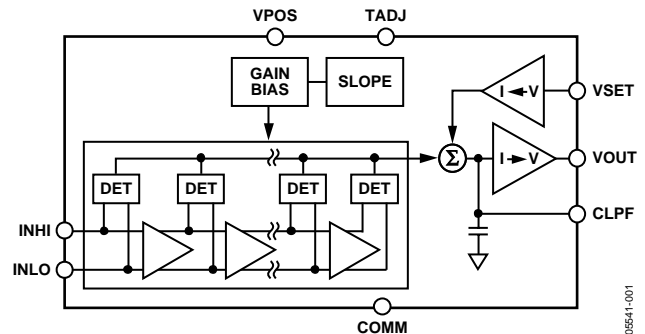 VPOS
TADJ
GAIN
BIAS
SLOPE
I
V
VSET
Σ
I
V
VOUT
DET
DET
DET
DET
CLPF
INHI
INLO
COMM
05541-001